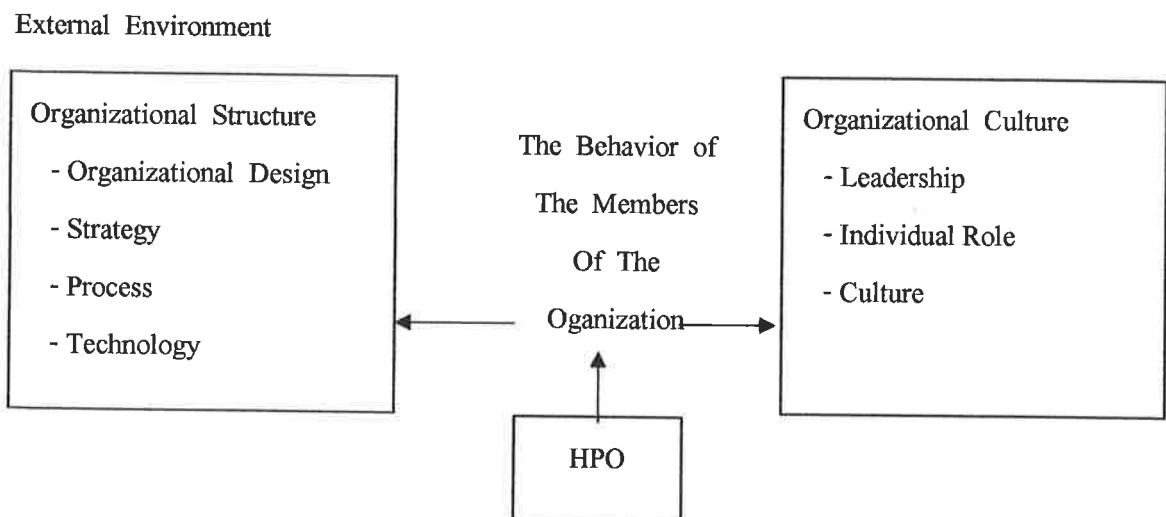 External Environment
Organizational Structure
- Organizational Design
- Strategy
- Process
- Technology
The Behavior of
The Members
Of The
Oganization
Organizational Culture
- Leadership
- Individual Role
- Culture
HPO